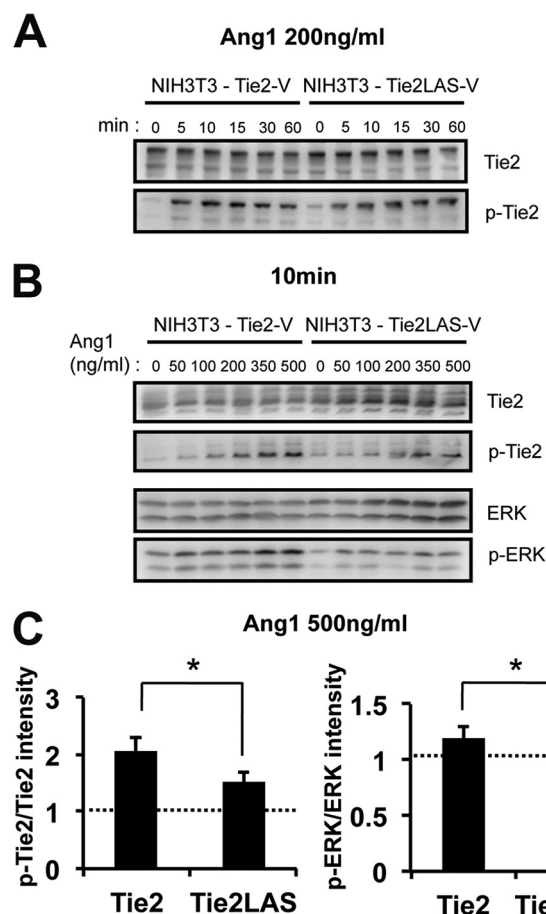 A
Ang1 200ng/ml
NIH3T3 - Tie2-V NIH3T3 - Tie2LAS-V
min : 0 5 10 15 30 60 0 5 10 15 30 60
Tie2
p-Tie2
B
10min
NIH3T3 - Tie2-V NIH3T3 - Tie2LAS-V
Ang1
(ng/ml) : 0 50 100 200 350 500 0 50 100 200 350 500
Tie2
p-Tie2
ERK
p-ERK
C
Ang1 500ng/ml
p-Tie2/Tie2 intensity
3
2
1
0
*
Tie2 Tie2LAS
p-ERK/ERK intensity
1.5
1
0.5
0
*
Tie2